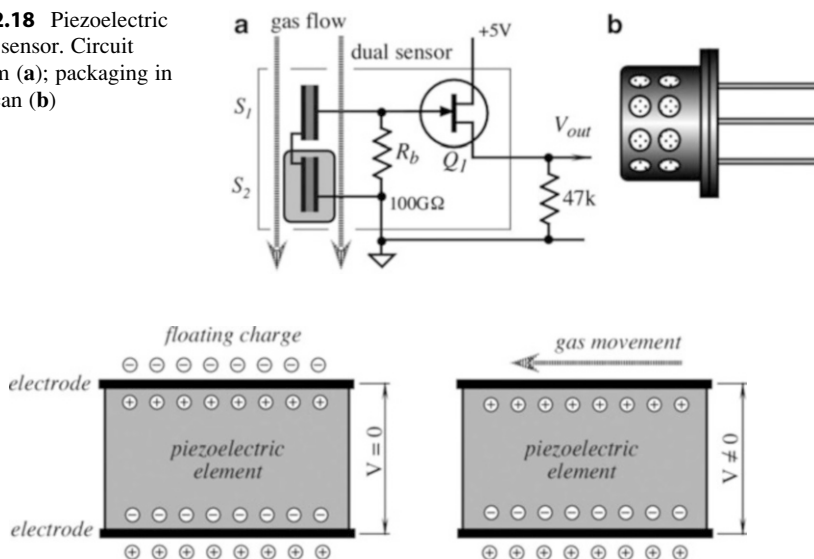 2.18 Piezoelectric
sensor. Circuit
(a); packaging in
(b)
a
gas flow
+5V
b
dual sensor
S1
Vout
Rb
Q1
S2
100GΩ
47k
floating charge
gas movement
electrode
piezoelectric
element
V = 0
piezoelectric
element
V ≠ 0
electrode